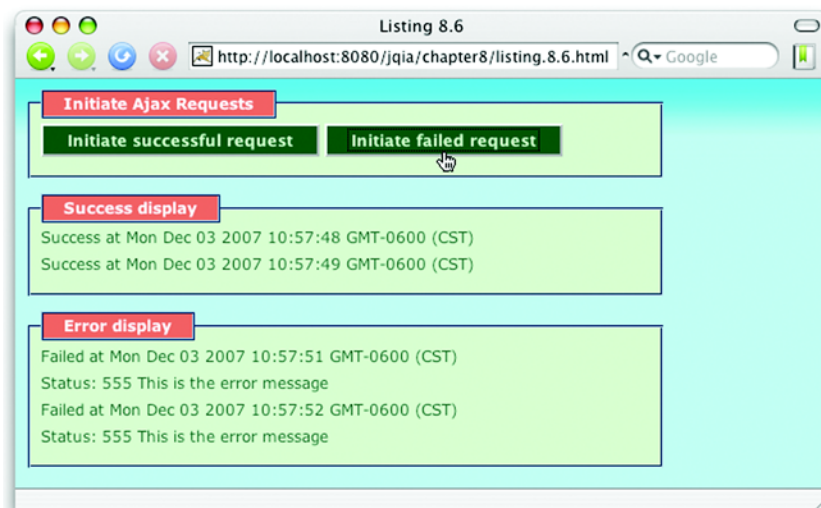 Listing 8.6
http://localhost:8080/jqia/chapter8/listing.8.6.html
Google
Initiate Ajax Requests
Initiate successful request
Initiate failed request
Success display
Success at Mon Dec 03 2007 10:57:48 GMT-0600 (CST)
Success at Mon Dec 03 2007 10:57:49 GMT-0600 (CST)
Error display
Failed at Mon Dec 03 2007 10:57:51 GMT-0600 (CST)
Status: 555 This is the error message
Failed at Mon Dec 03 2007 10:57:52 GMT-0600 (CST)
Status: 555 This is the error message